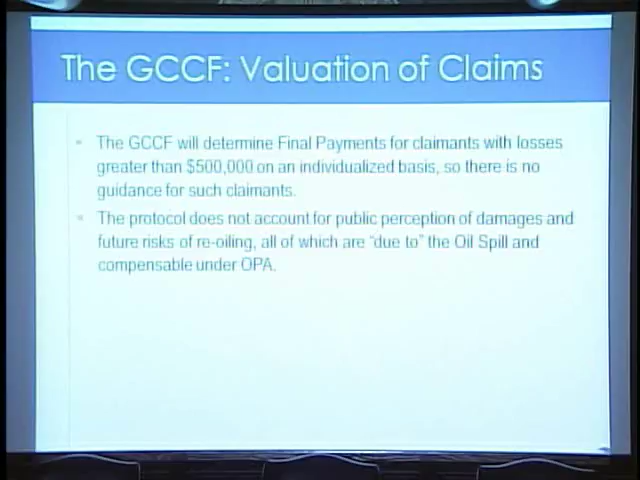 The GCCF: Valuation of Claims
The GCCF will determine Final Payments for claimants with losses
greater than $500,000 on an individualized basis, so there is no
guidance for such claimants.
The protocol does not account for public perception of damages and
future risks of re-oiling, all of which are “due to” the Oil Spill and
compensable under OPA.